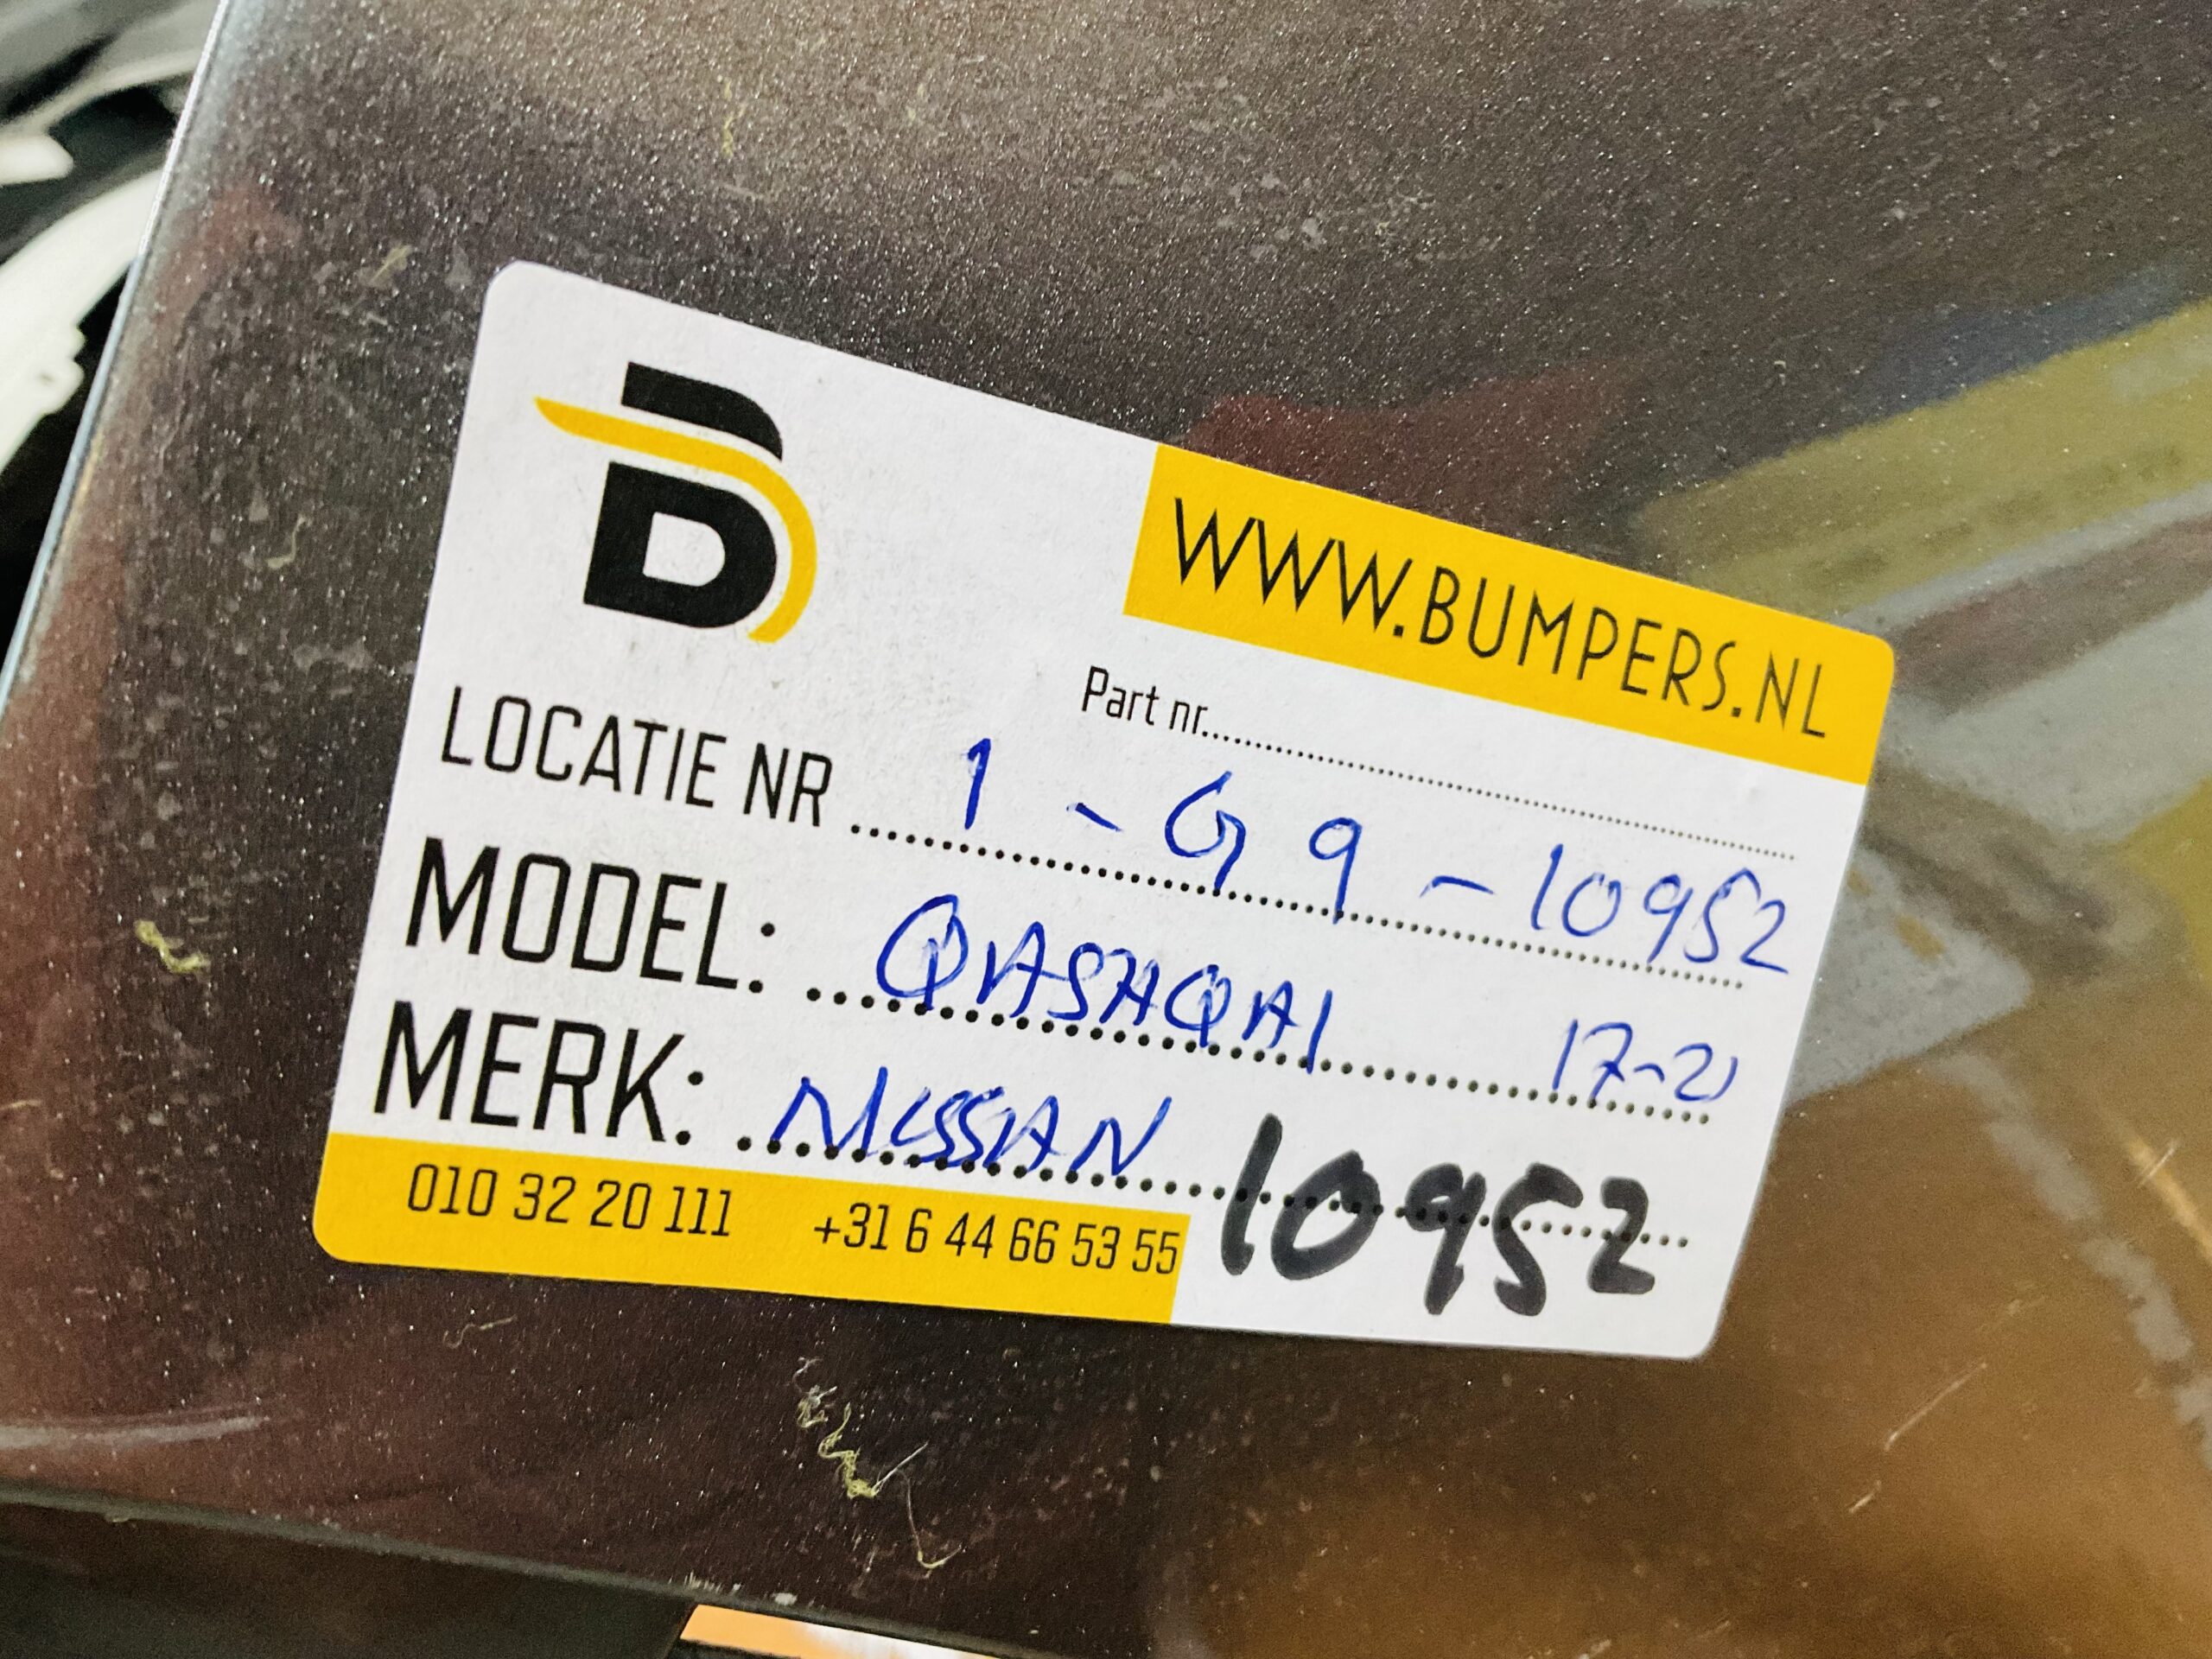 B
WWW.BUMPERS.NL
Part nr..............................
LOCATIE NR 1 - G9 - 10952
MODEL: QVASHQAI 17-21
MERK: NISSAN 10952
010 32 20 111 +31 6 44 66 53 55